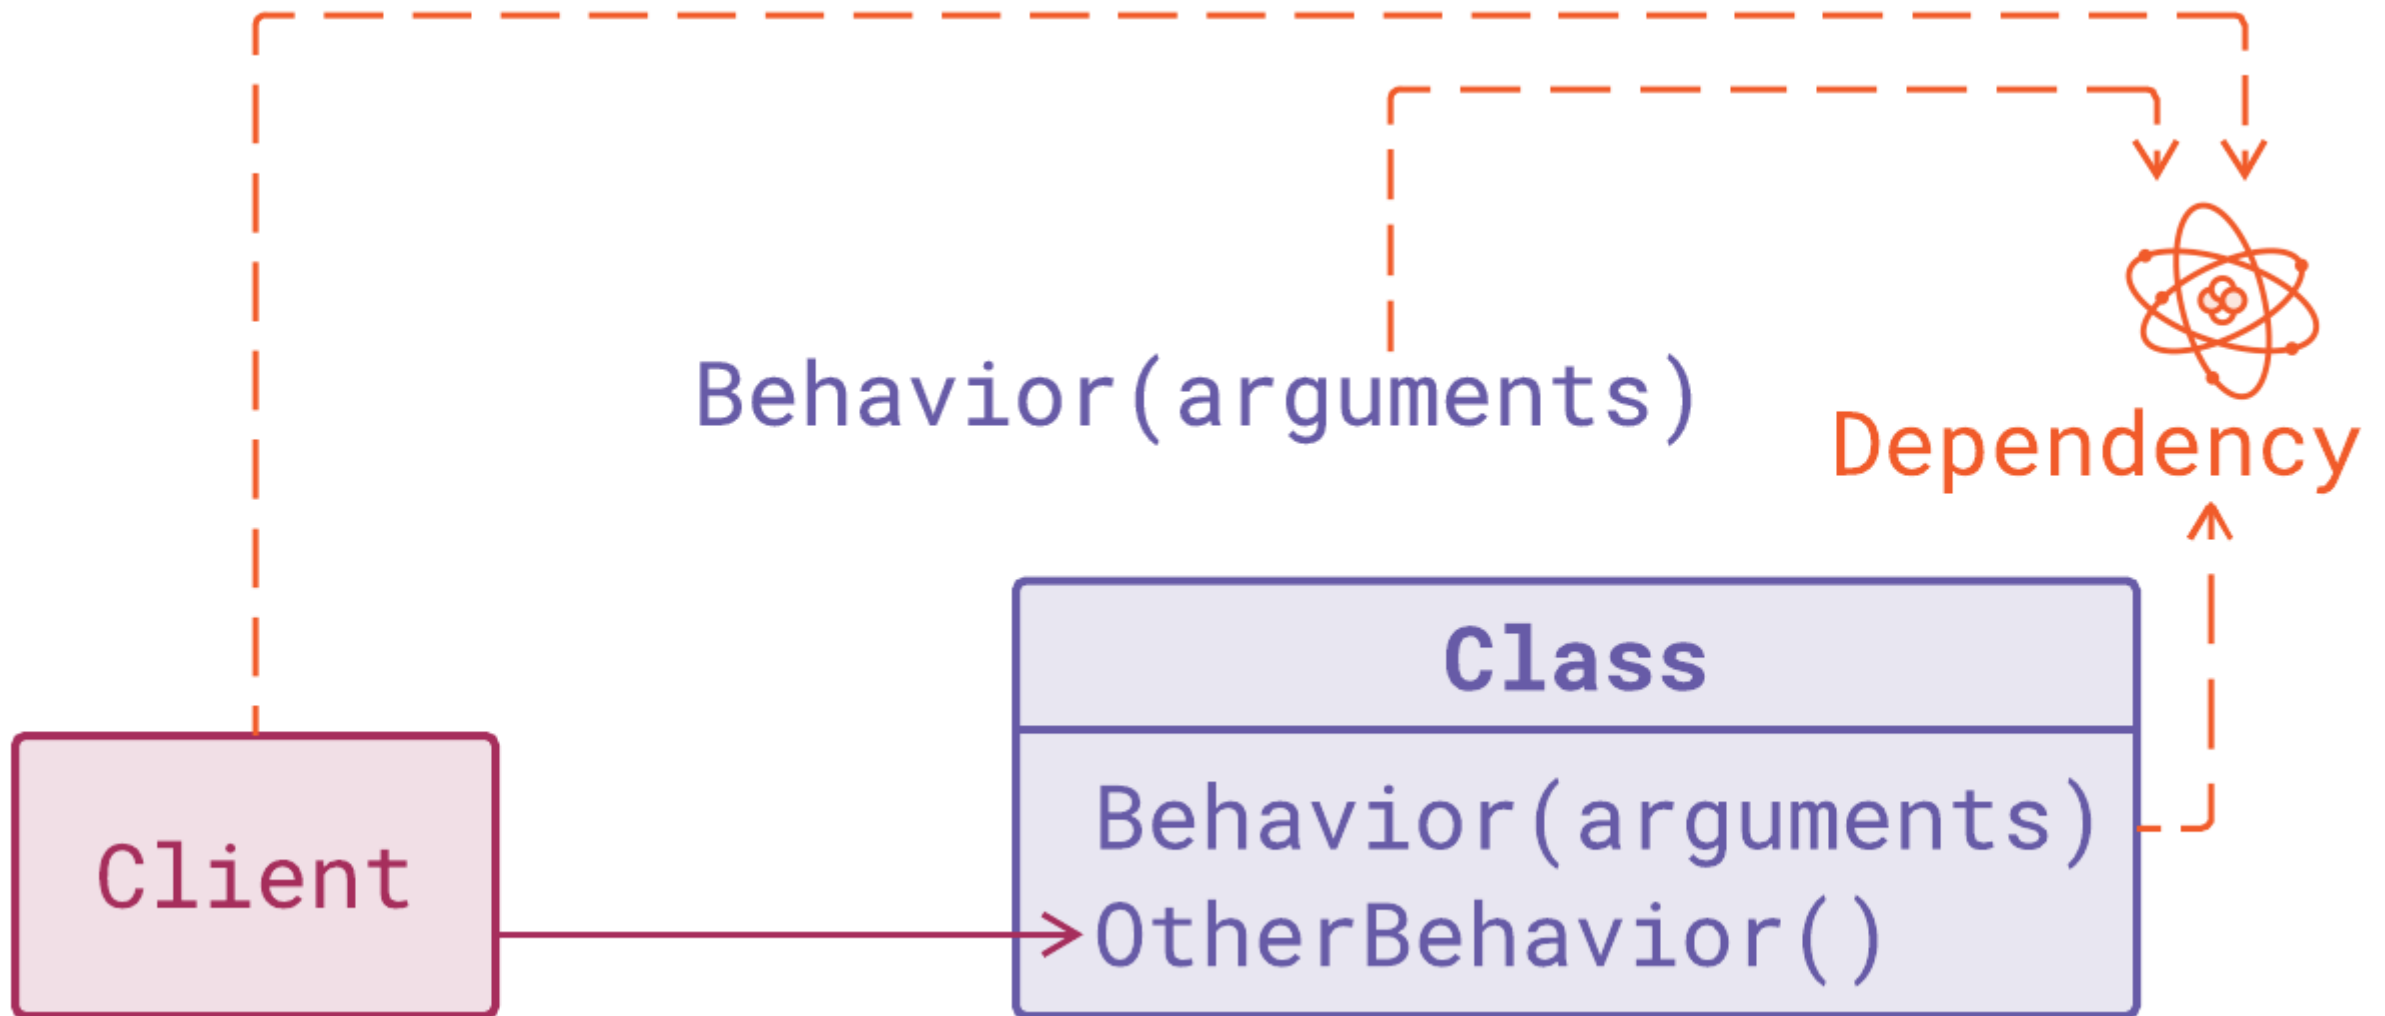 Behavior(arguments)
Dependency
Class
Behavior(arguments)
Client
OtherBehavior()